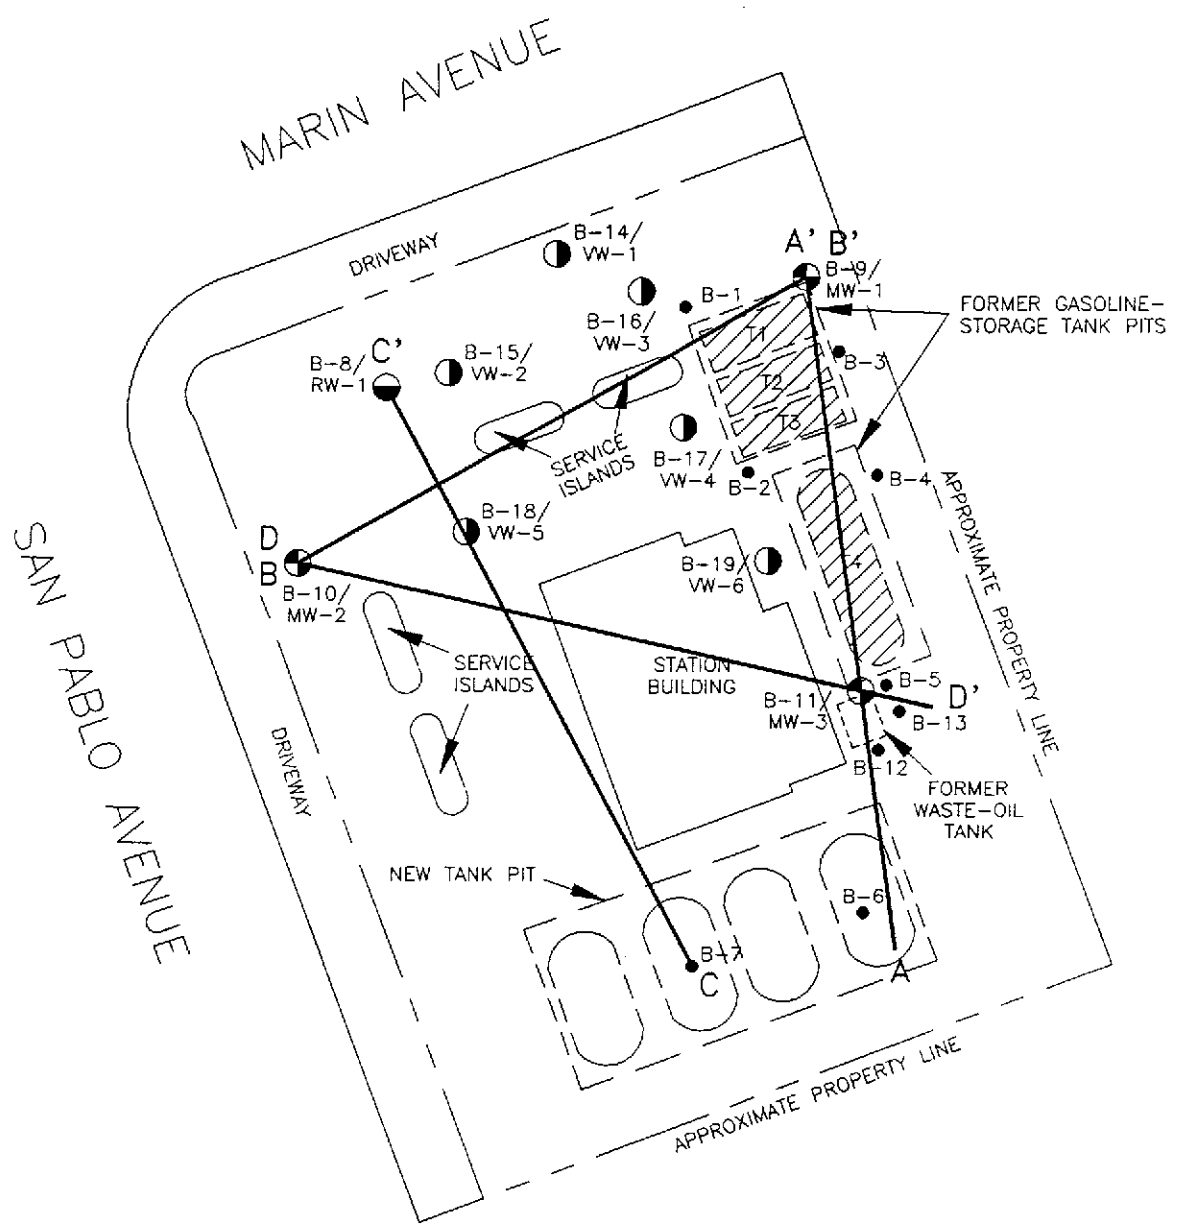 MARIN AVENUE
DRIVEWAY
B-14/
VW-1
A' B'
B-9/
MW-1
B-16/
VW-3
B-1
FORMER GASOLINE-
STORAGE TANK PITS
C'
B-8/
RW-1
B-15/
VW-2
T1
B-3
T2
T3
SERVICE
ISLANDS
B-17/
VW-4
B-2
B-4
APPROXIMATE PROPERTY LINE
B-18/
VW-5
D
B
B-10/
MW-2
B-19/
VW-6
T4
SAN PABLO AVENUE
SERVICE
ISLANDS
STATION
BUILDING
B-5
D'
B-11/
MW-3
B-13
B-12
DRIVEWAY
FORMER
WASTE-OIL
TANK
NEW TANK PIT
B-6
B-7
C
A
APPROXIMATE PROPERTY LINE